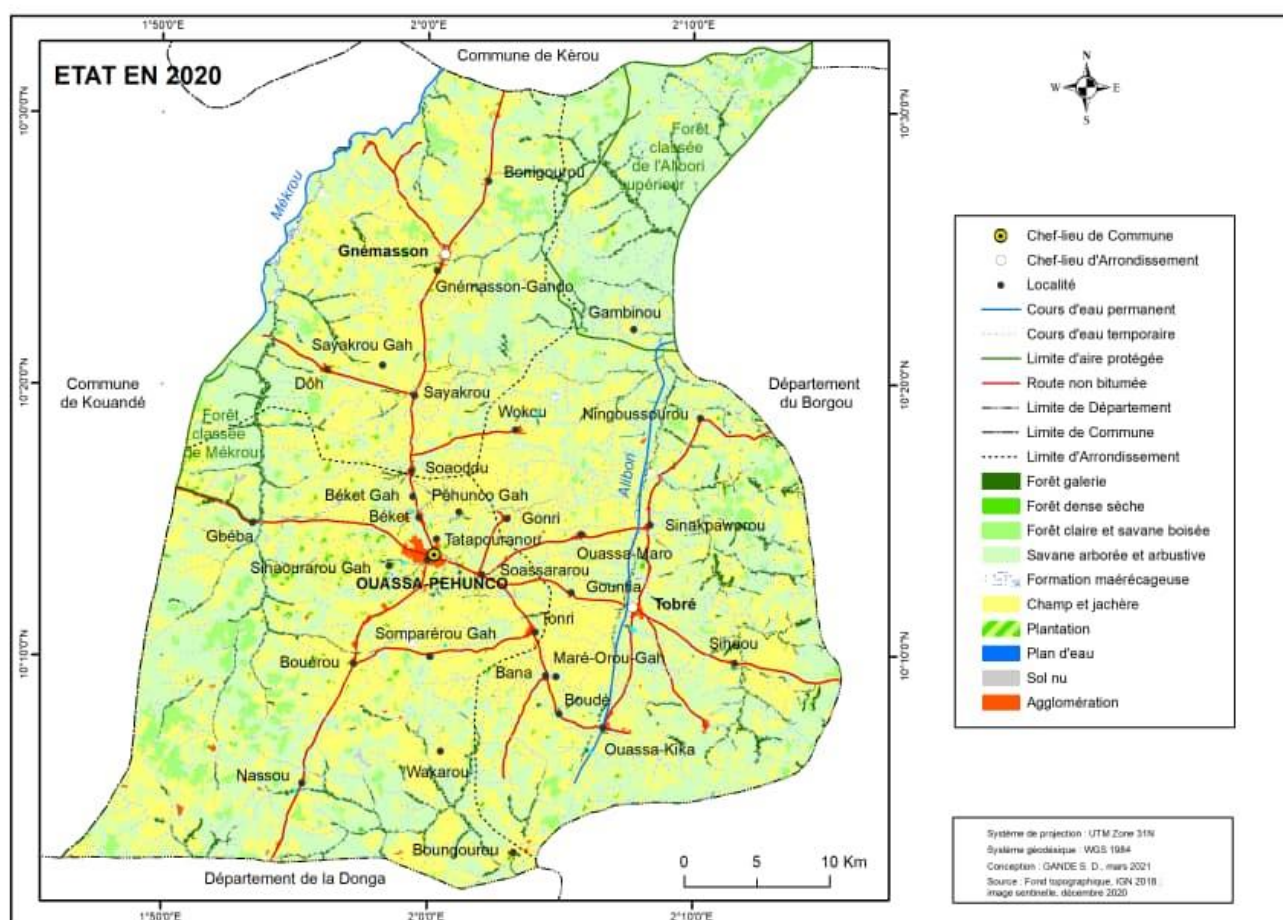 1°50'0"E
2°0'0"E
2°10'0"E
Commune de Kèrou
ETAT EN 2020
N
W
E
S
10°30'0"N
10°30'0"N
Forêt
classée
de l'Alibori
supérieur
Mékrou
Bonigourou
Gnémasson
Gnémasson-Gando
Gambinou
Sayakrou Gah
10°20'0"N
10°20'0"N
Commune
de Kouandé
Dôh
Sayakrou
Département
du Borgou
Forêt
classée
de Mékrou
Wokou
Ningoussourou
Soaoddu
Alibori
Béket Gah
Péhunco Gah
Béket
Gonri
Sinakpaworou
Gbéba
Tatapouranou
Ouassa-Maro
Sinaourarou Gah
Soassararou
OUASSA-PEHUNCO
Gountia
Tobré
Tonri
Somparérou Gah
Sinaou
10°10'0"N
10°10'0"N
Bouérou
Maré-Orou-Gah
Bana
Boudé
Ouassa-Kika
Nassou
Wakarou
Boungourou
0
5
10 Km
Département de la Donga
1°50'0"E
2°0'0"E
2°10'0"E
Chef-lieu de Commune
Chef-lieu d'Arrondissement
Localité
Cours d'eau permanent
Cours d'eau temporaire
Limite d'aire protégée
Route non bitumée
Limite de Département
Limite de Commune
Limite d'Arrondissement
Forêt galerie
Forêt dense sèche
Forêt claire et savane boisée
Savane arborée et arbustive
Formation maérécageuse
Champ et jachère
Plantation
Plan d'eau
Sol nu
Agglomération
Système de projection : UTM Zone 31N
Système géodésique : WGS 1984
Conception : GANDE S. D., mars 2021
Source : Fond topographique, IGN 2018 ;
image sentinelle, décembre 2020